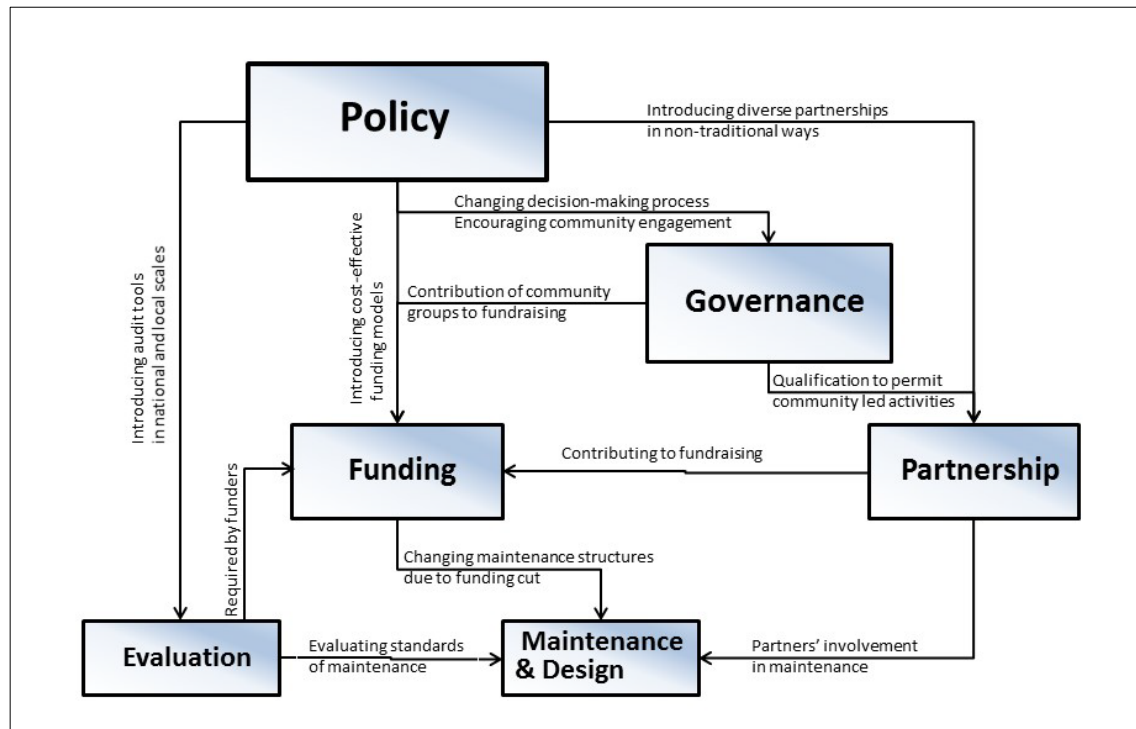 Policy
Introducing diverse partnerships
in non-traditional ways
Changing decision-making process
Encouraging community engagement
Introducing audit tools
in national and local scales
Introducing cost-effective
funding models
Contribution of community
groups to fundraising
Governance
Qualification to permit
community led activities
Funding
Contributing to fundraising
Partnership
Required by funders
Changing maintenance structures
due to funding cut
Evaluation
Evaluating standards
of maintenance
Maintenance
& Design
Partners’ involvement
in maintenance